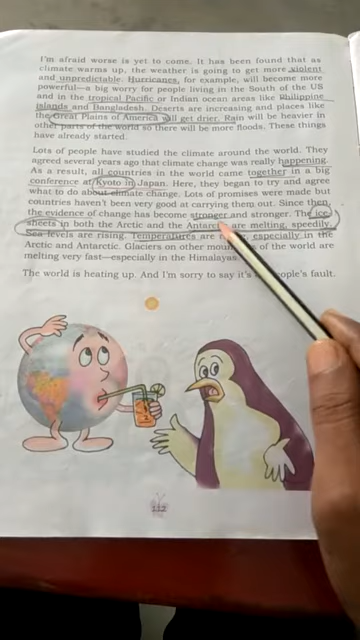 I'm afraid worse is yet to come. It has been found that as
climate warms up, the weather is going to get more violent
and unpredictable. Hurricanes, for example, will become more
powerful—a big worry for people living in the South of the US
and in the tropical Pacific or Indian ocean areas like Philippine
islands and Bangladesh. Deserts are increasing and places like
the Great Plains of America will get drier. Rain will be heavier in
other parts of the world so there will be more floods. These things
have already started.
Lots of people have studied the climate around the world. They
agreed several years ago that climate change was really happening.
As a result, all countries in the world came together in a big
conference at Kyoto in Japan. Here, they began to try and agree
what to do about climate change. Lots of promises were made but
countries haven't been very good at carrying them out. Since then,
the evidence of change has become stronger and stronger. The ice
sheets in both the Arctic and the Antarctic are melting, speedily.
Sea levels are rising. Temperatures are especially in the
Arctic and Antarctic. Glaciers on other of the world are
melting very fast—especially in the Himalayas.
The world is heating up. And I'm sorry to say it's people's fault.